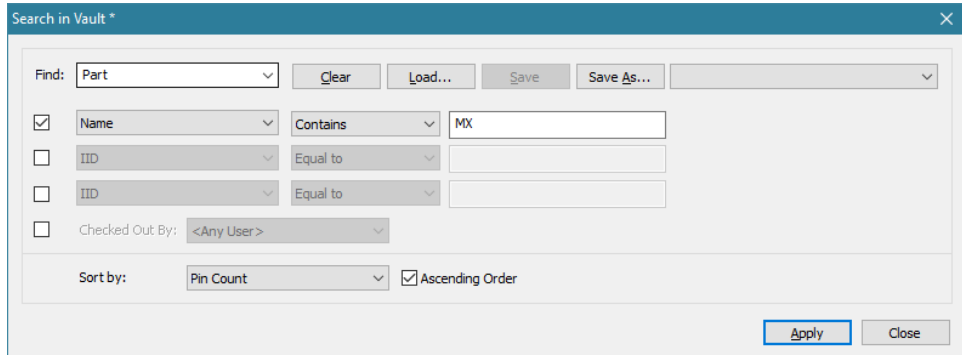 Search in Vault *
Find: Part Clear Load... Save Save As...
Name Contains MX
IID Equal to
IID Equal to
Checked Out By: <Any User>
Sort by: Pin Count Ascending Order
Apply Close